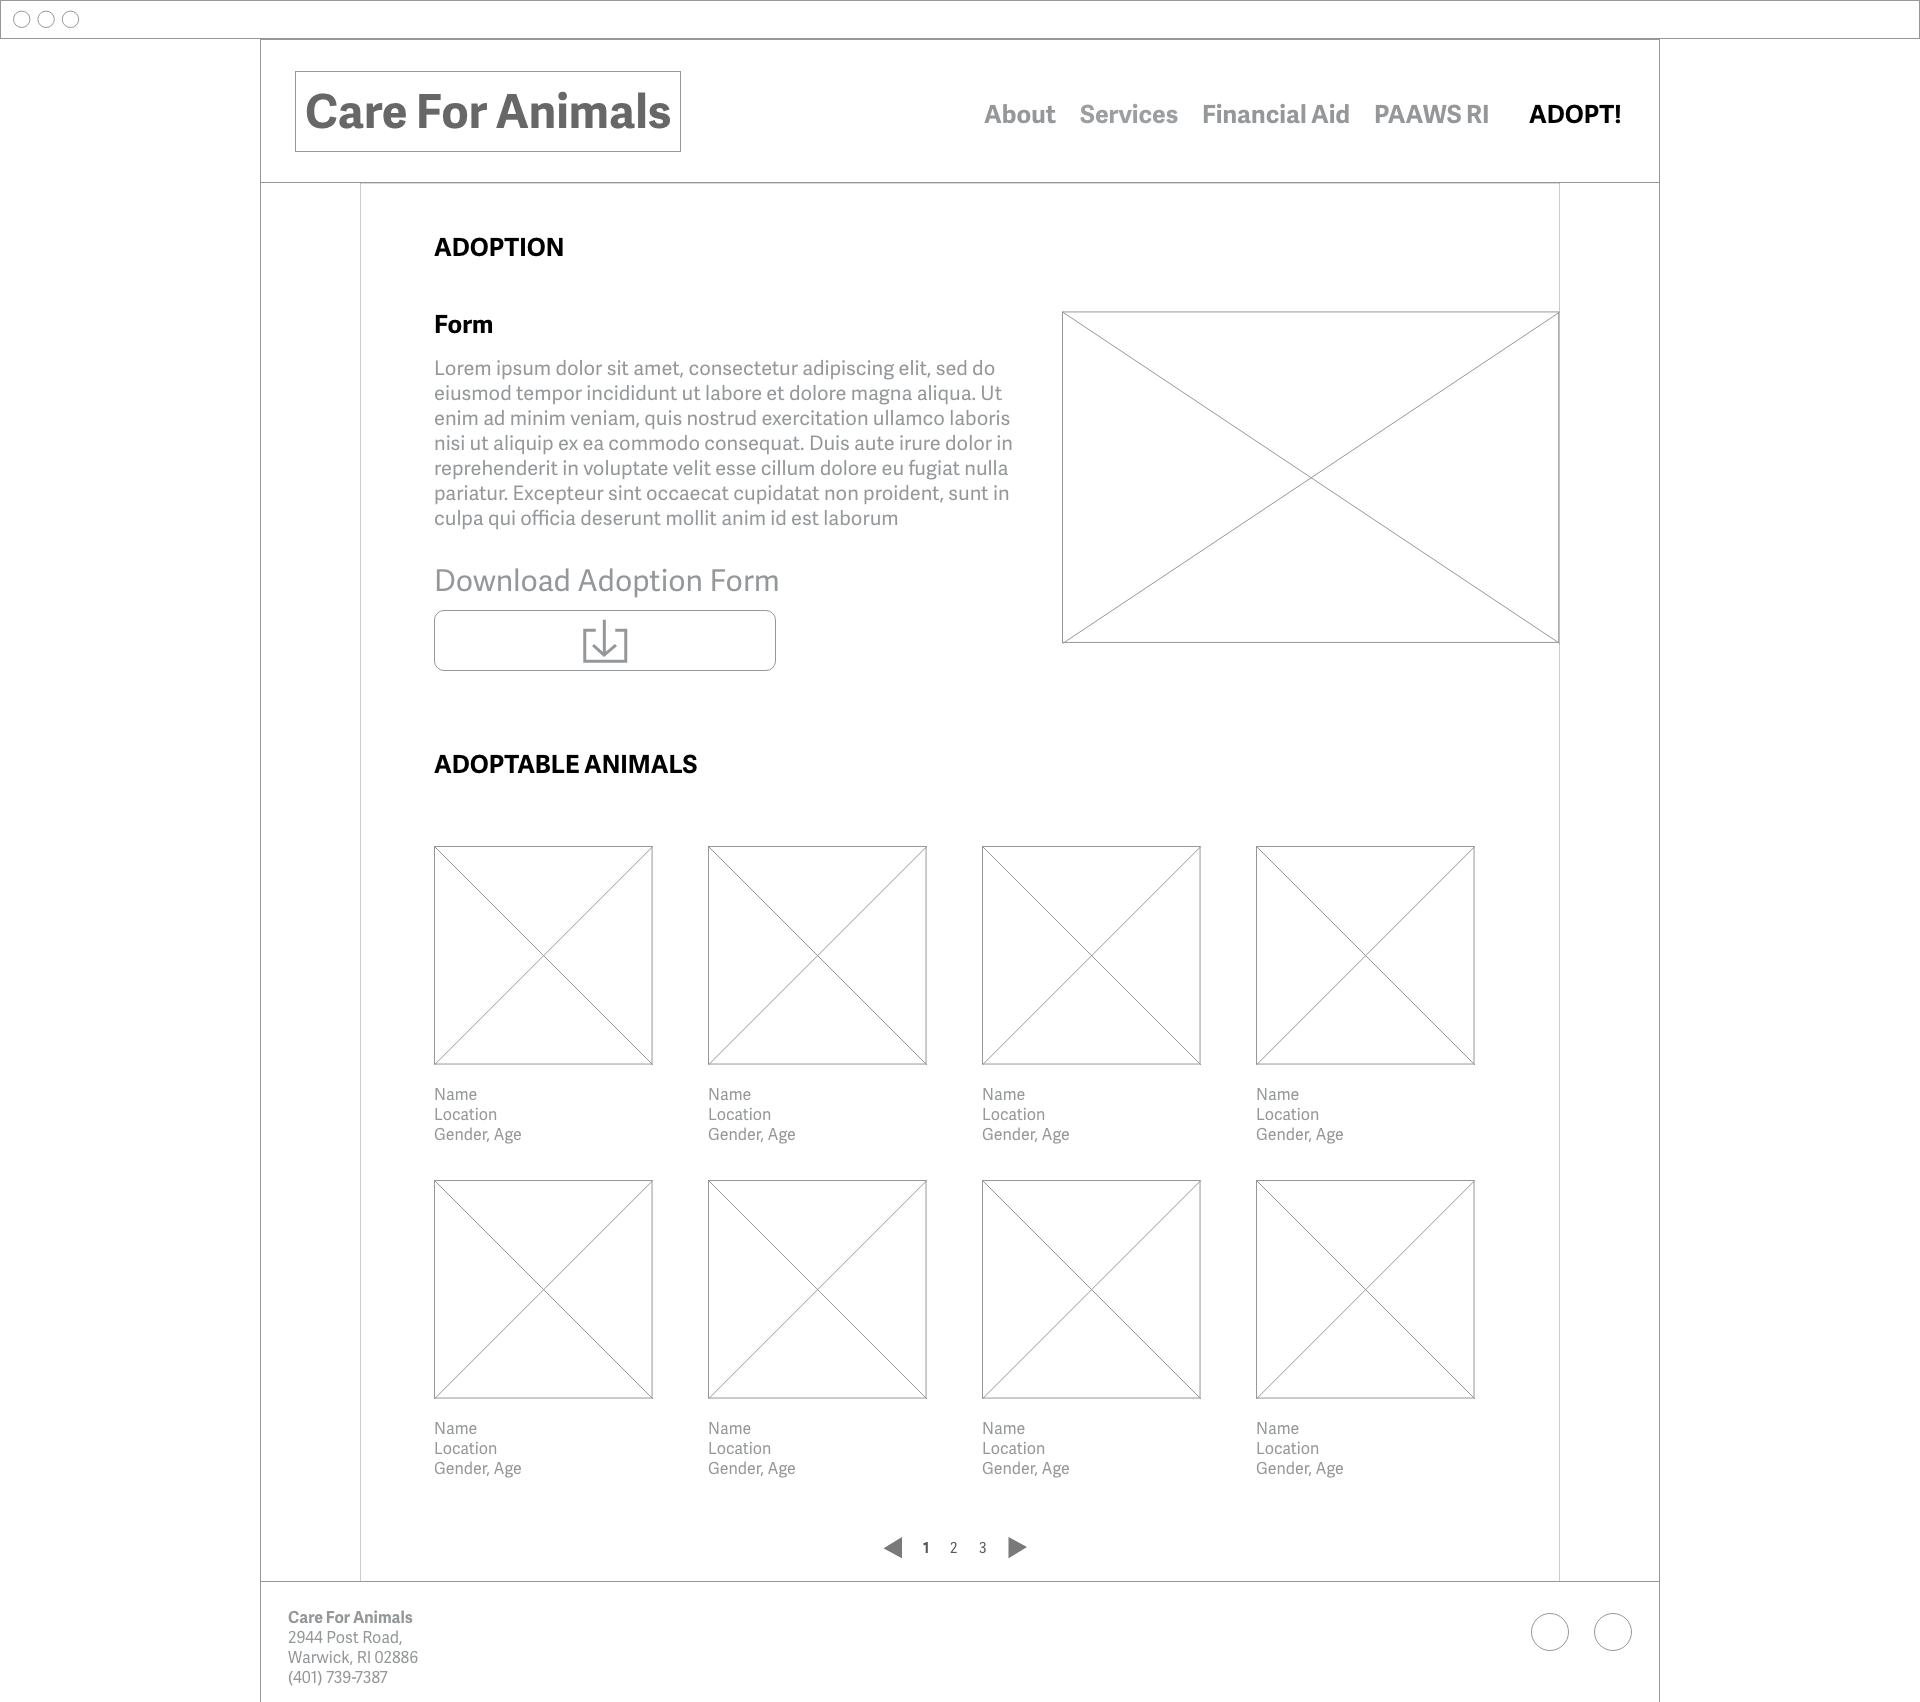 Care For Animals
About Services Financial Aid PAAWS RI ADOPT!
ADOPTION
Form
Lorem ipsum dolor sit amet, consectetur adipiscing elit, sed do
eiusmod tempor incididunt ut labore et dolore magna aliqua. Ut
enim ad minim veniam, quis nostrud exercitation ullamco laboris
nisi ut aliquip ex ea commodo consequat. Duis aute irure dolor in
reprehenderit in voluptate velit esse cillum dolore eu fugiat nulla
pariatur. Excepteur sint occaecat cupidatat non proident, sunt in
culpa qui officia deserunt mollit anim id est laborum
Download Adoption Form
ADOPTABLE ANIMALS
Name
Location
Gender, Age
Name
Location
Gender, Age
Name
Location
Gender, Age
Name
Location
Gender, Age
Name
Location
Gender, Age
Name
Location
Gender, Age
Name
Location
Gender, Age
Name
Location
Gender, Age
1 2 3
Care For Animals
2944 Post Road,
Warwick, RI 02886
(401) 739-7387